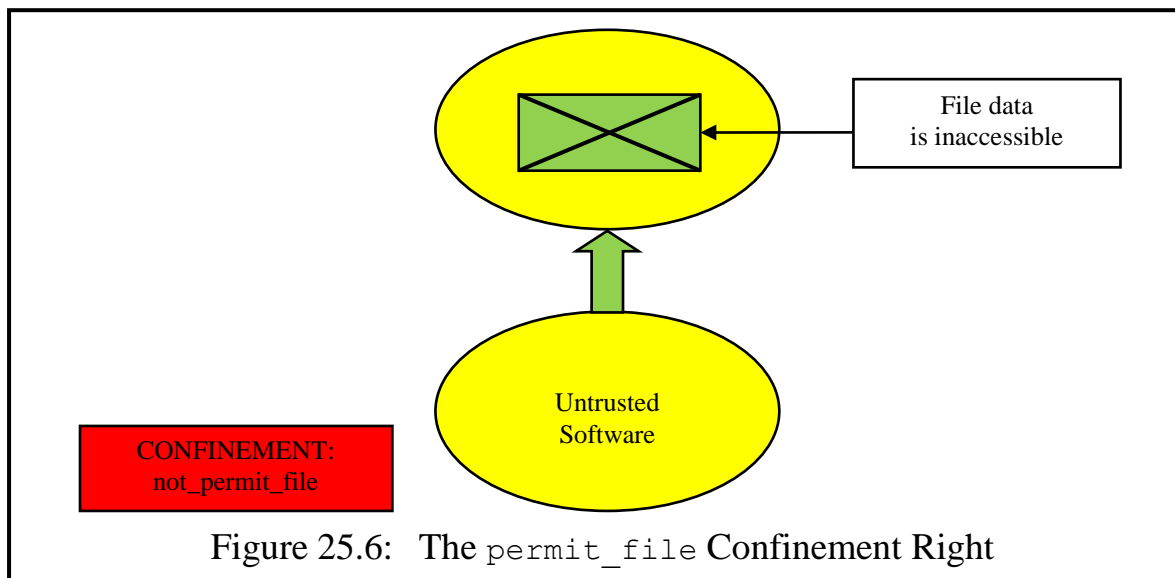 File data
is inaccessible
Untrusted
Software
CONFINEMENT:
not_permit_file
Figure 25.6: The permit_file Confinement Right